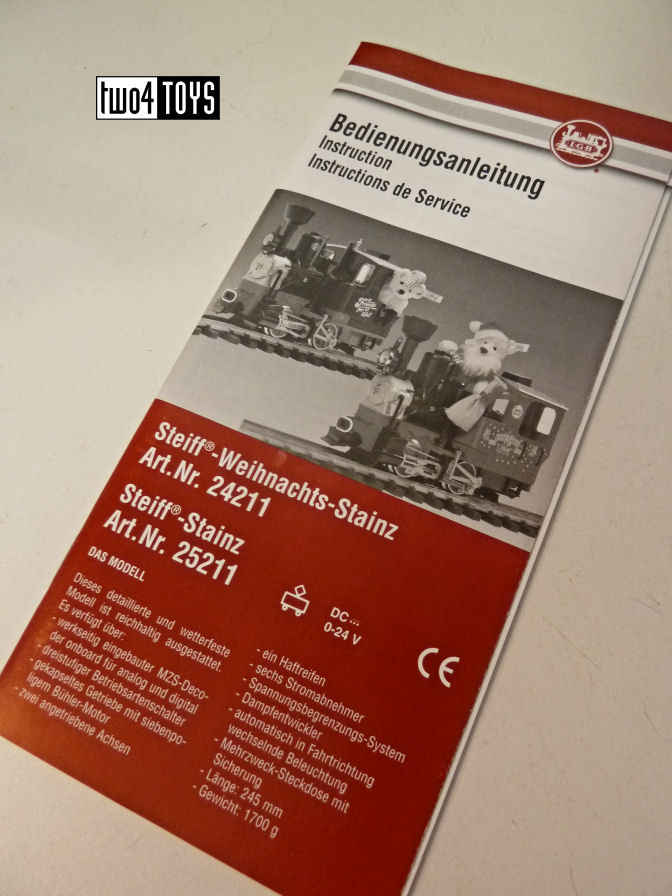 two4TOYS
LGB
Bedienungsanleitung
Instruction
Instructions de Service
Steiff®-Weihnachts-Stainz
Art.Nr. 24211
Steiff®-Stainz
Art.Nr. 25211
DAS MODELL
Dieses detaillierte und wetterfeste
Modell ist reichhaltig ausgestattet.
Es verfügt über:
- werkseitig eingebauter MZS-Deco-
der onboard für analog und digital
- dreistufiger Betriebsartenschalter
- gekapseltes Getriebe mit siebenpo-
ligem Bühler-Motor
- zwei angetriebene Achsen
DC...
0-24 V
CE
- ein Haftreifen
- sechs Stromabnehmer
- Spannungsbegrenzungs-System
- Dampfentwickler
- automatisch in Fahrtrichtung
wechselnde Beleuchtung
- Mehrzweck-Steckdose mit
Sicherung
- Länge: 245 mm
- Gewicht: 1700 g